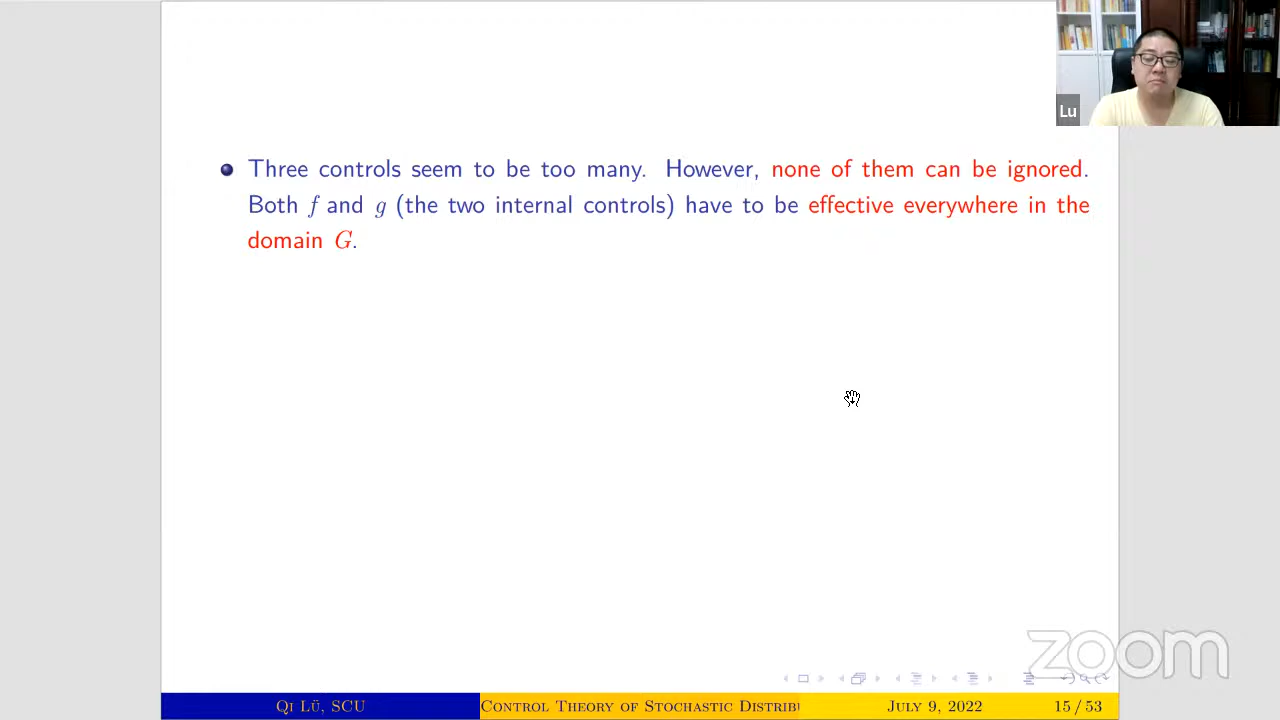 Lu
Three controls seem to be too many. However, none of them can be ignored.
Both f and g (the two internal controls) have to be effective everywhere in the
domain G.
zoom
Qi Lü, SCU
Control Theory of Stochastic Distribu
July 9, 2022
15 / 53